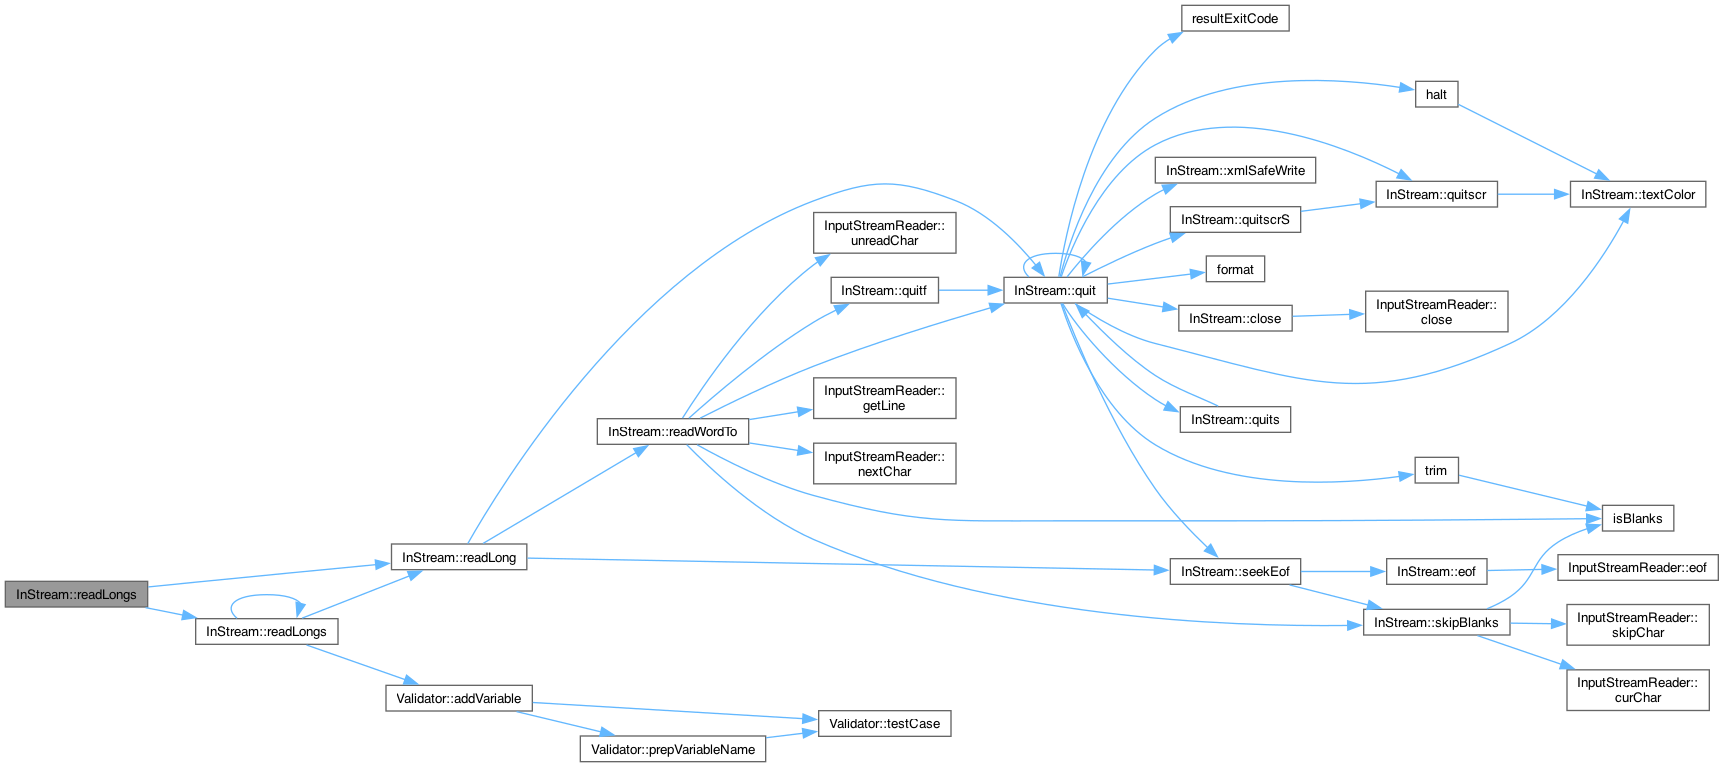 resultExitCode
halt
InStream::xmlSafeWrite
InStream::quitscr
InStream::textColor
InStream::quitscrS
InputStreamReader::
unreadChar
format
InStream::quitf
InStream::quit
InStream::close
InputStreamReader::
close
InputStreamReader::
getLine
InStream::quits
InStream::readWordTo
InputStreamReader::
nextChar
trim
isBlanks
InStream::readLong
InStream::seekEof
InStream::eof
InputStreamReader::eof
InStream::readLongs
InStream::readLongs
InStream::skipBlanks
InputStreamReader::
skipChar
InputStreamReader::
curChar
Validator::addVariable
Validator::testCase
Validator::prepVariableName